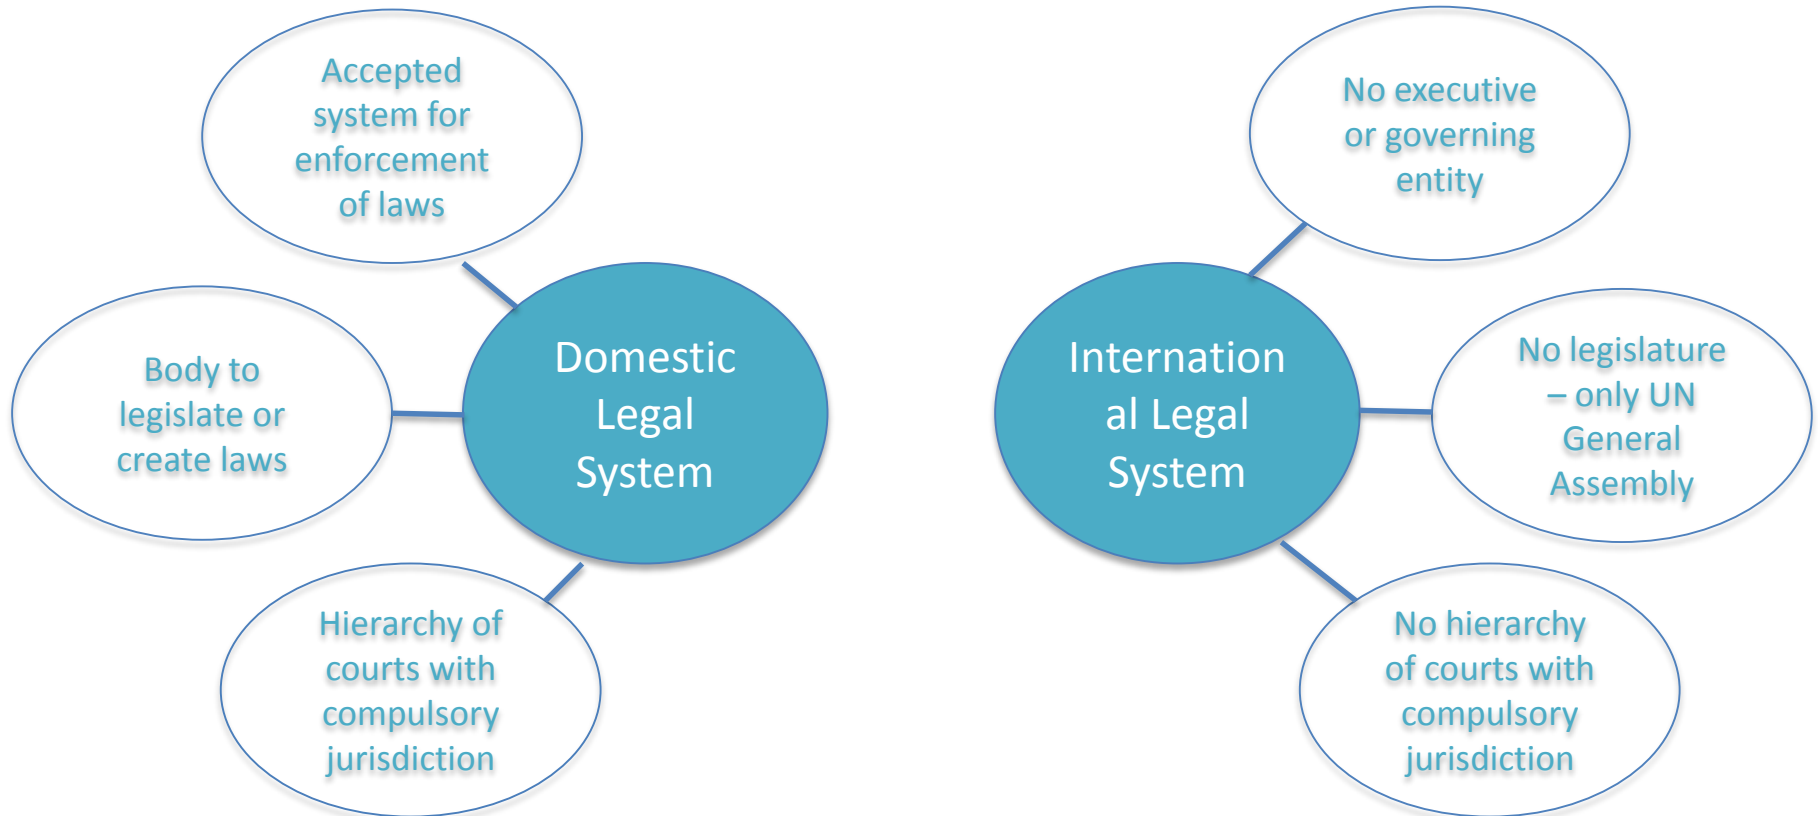 Accepted
system for
enforcement
of laws
Body to
legislate or
create laws
Domestic
Legal
System
Hierarchy of
courts with
compulsory
jurisdiction
No executive
or governing
entity
Internation
al Legal
System
No legislature
– only UN
General
Assembly
No hierarchy
of courts with
compulsory
jurisdiction